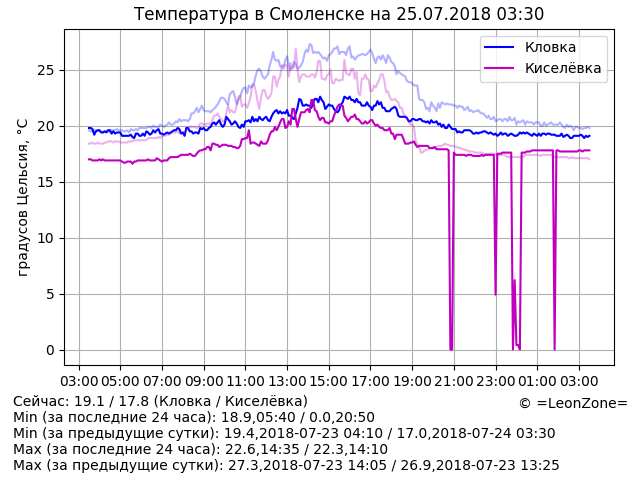 Температура в Смоленске на 25.07.2018 03:30
Кловка
Киселёвка
градусов Цельсия, °C
25
20
15
10
5
0
03:00 05:00 07:00 09:00 11:00 13:00 15:00 17:00 19:00 21:00 23:00 01:00 03:00
Сейчас: 19.1 / 17.8 (Кловка / Киселёвка)
© =LeonZone=
Min (за последние 24 часа): 18.9,05:40 / 0.0,20:50
Min (за предыдущие сутки): 19.4,2018-07-23 04:10 / 17.0,2018-07-24 03:30
Max (за последние 24 часа): 22.6,14:35 / 22.3,14:10
Max (за предыдущие сутки): 27.3,2018-07-23 14:05 / 26.9,2018-07-23 13:25